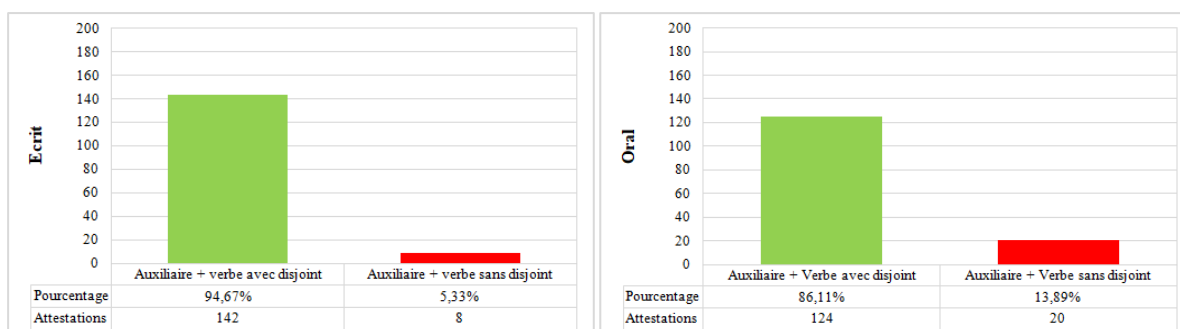 200
180
160
140
120
100
80
60
40
20
0
Ecrit
Auxiliaire + verbe avec disjoint Auxiliaire + verbe sans disjoint
Pourcentage 94,67% 5,33%
Attestations 142 8
200
180
160
140
120
100
80
60
40
20
0
Oral
Auxiliaire + Verbe avec disjoint Auxiliaire + Verbe sans disjoint
Pourcentage 86,11% 13,89%
Attestations 124 20